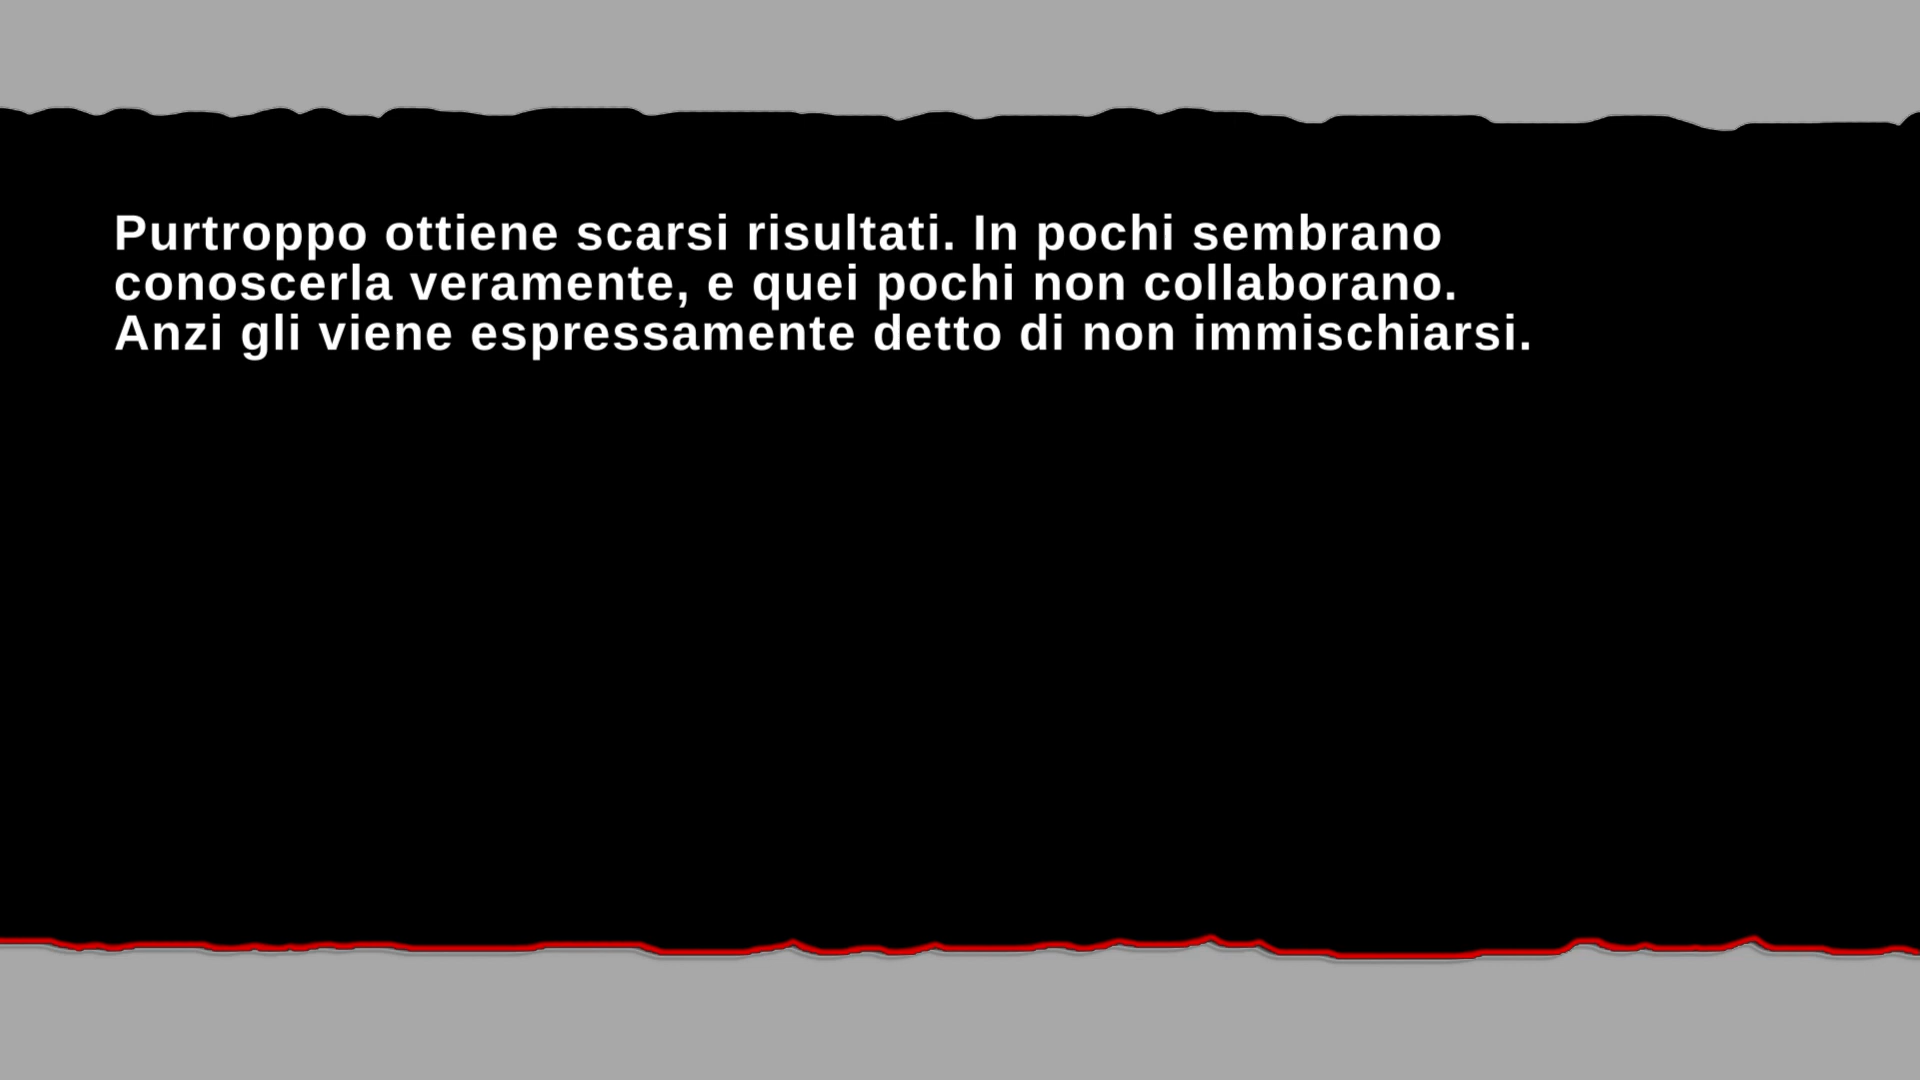 Purtroppo ottiene scarsi risultati. In pochi sembrano
conoscerla veramente, e quei pochi non collaborano.
Anzi gli viene espressamente detto di non immischiarsi.